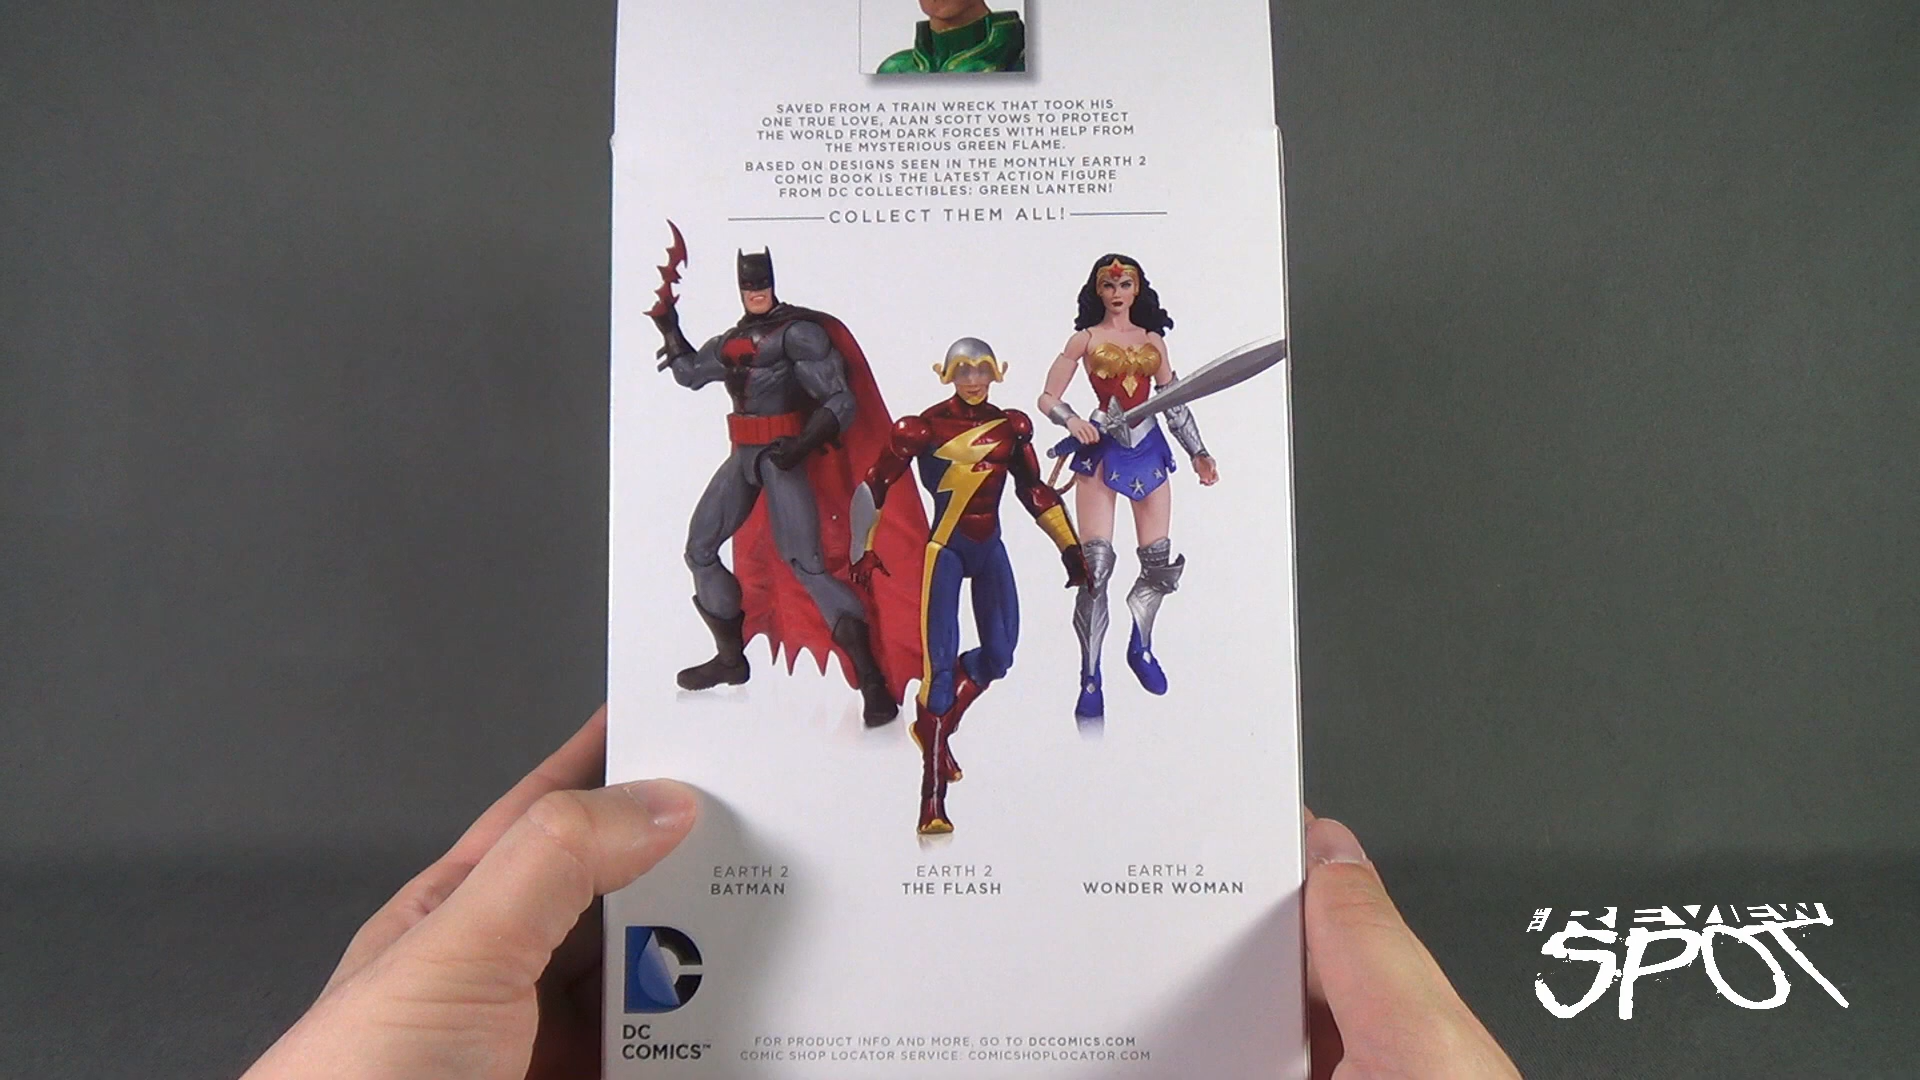 SAVED FROM A TRAIN WRECK THAT TOOK HIS
ONE TRUE LOVE, ALAN SCOTT VOWS TO PROTECT
THE WORLD FROM DARK FORCES WITH HELP FROM
THE MYSTERIOUS GREEN FLAME.
BASED ON DESIGNS SEEN IN THE MONTHLY EARTH 2
COMIC BOOK IS THE LATEST ACTION FIGURE
FROM DC COLLECTIBLES: GREEN LANTERN!
COLLECT THEM ALL!
EARTH 2
BATMAN
EARTH 2
THE FLASH
EARTH 2
WONDER WOMAN
DC
DC
COMICS™
FOR PRODUCT INFO AND MORE, GO TO DCCOMICS.COM
COMIC SHOP LOCATOR SERVICE: COMICSHOPLOCATOR.COM
THE REVIEW
SPOT